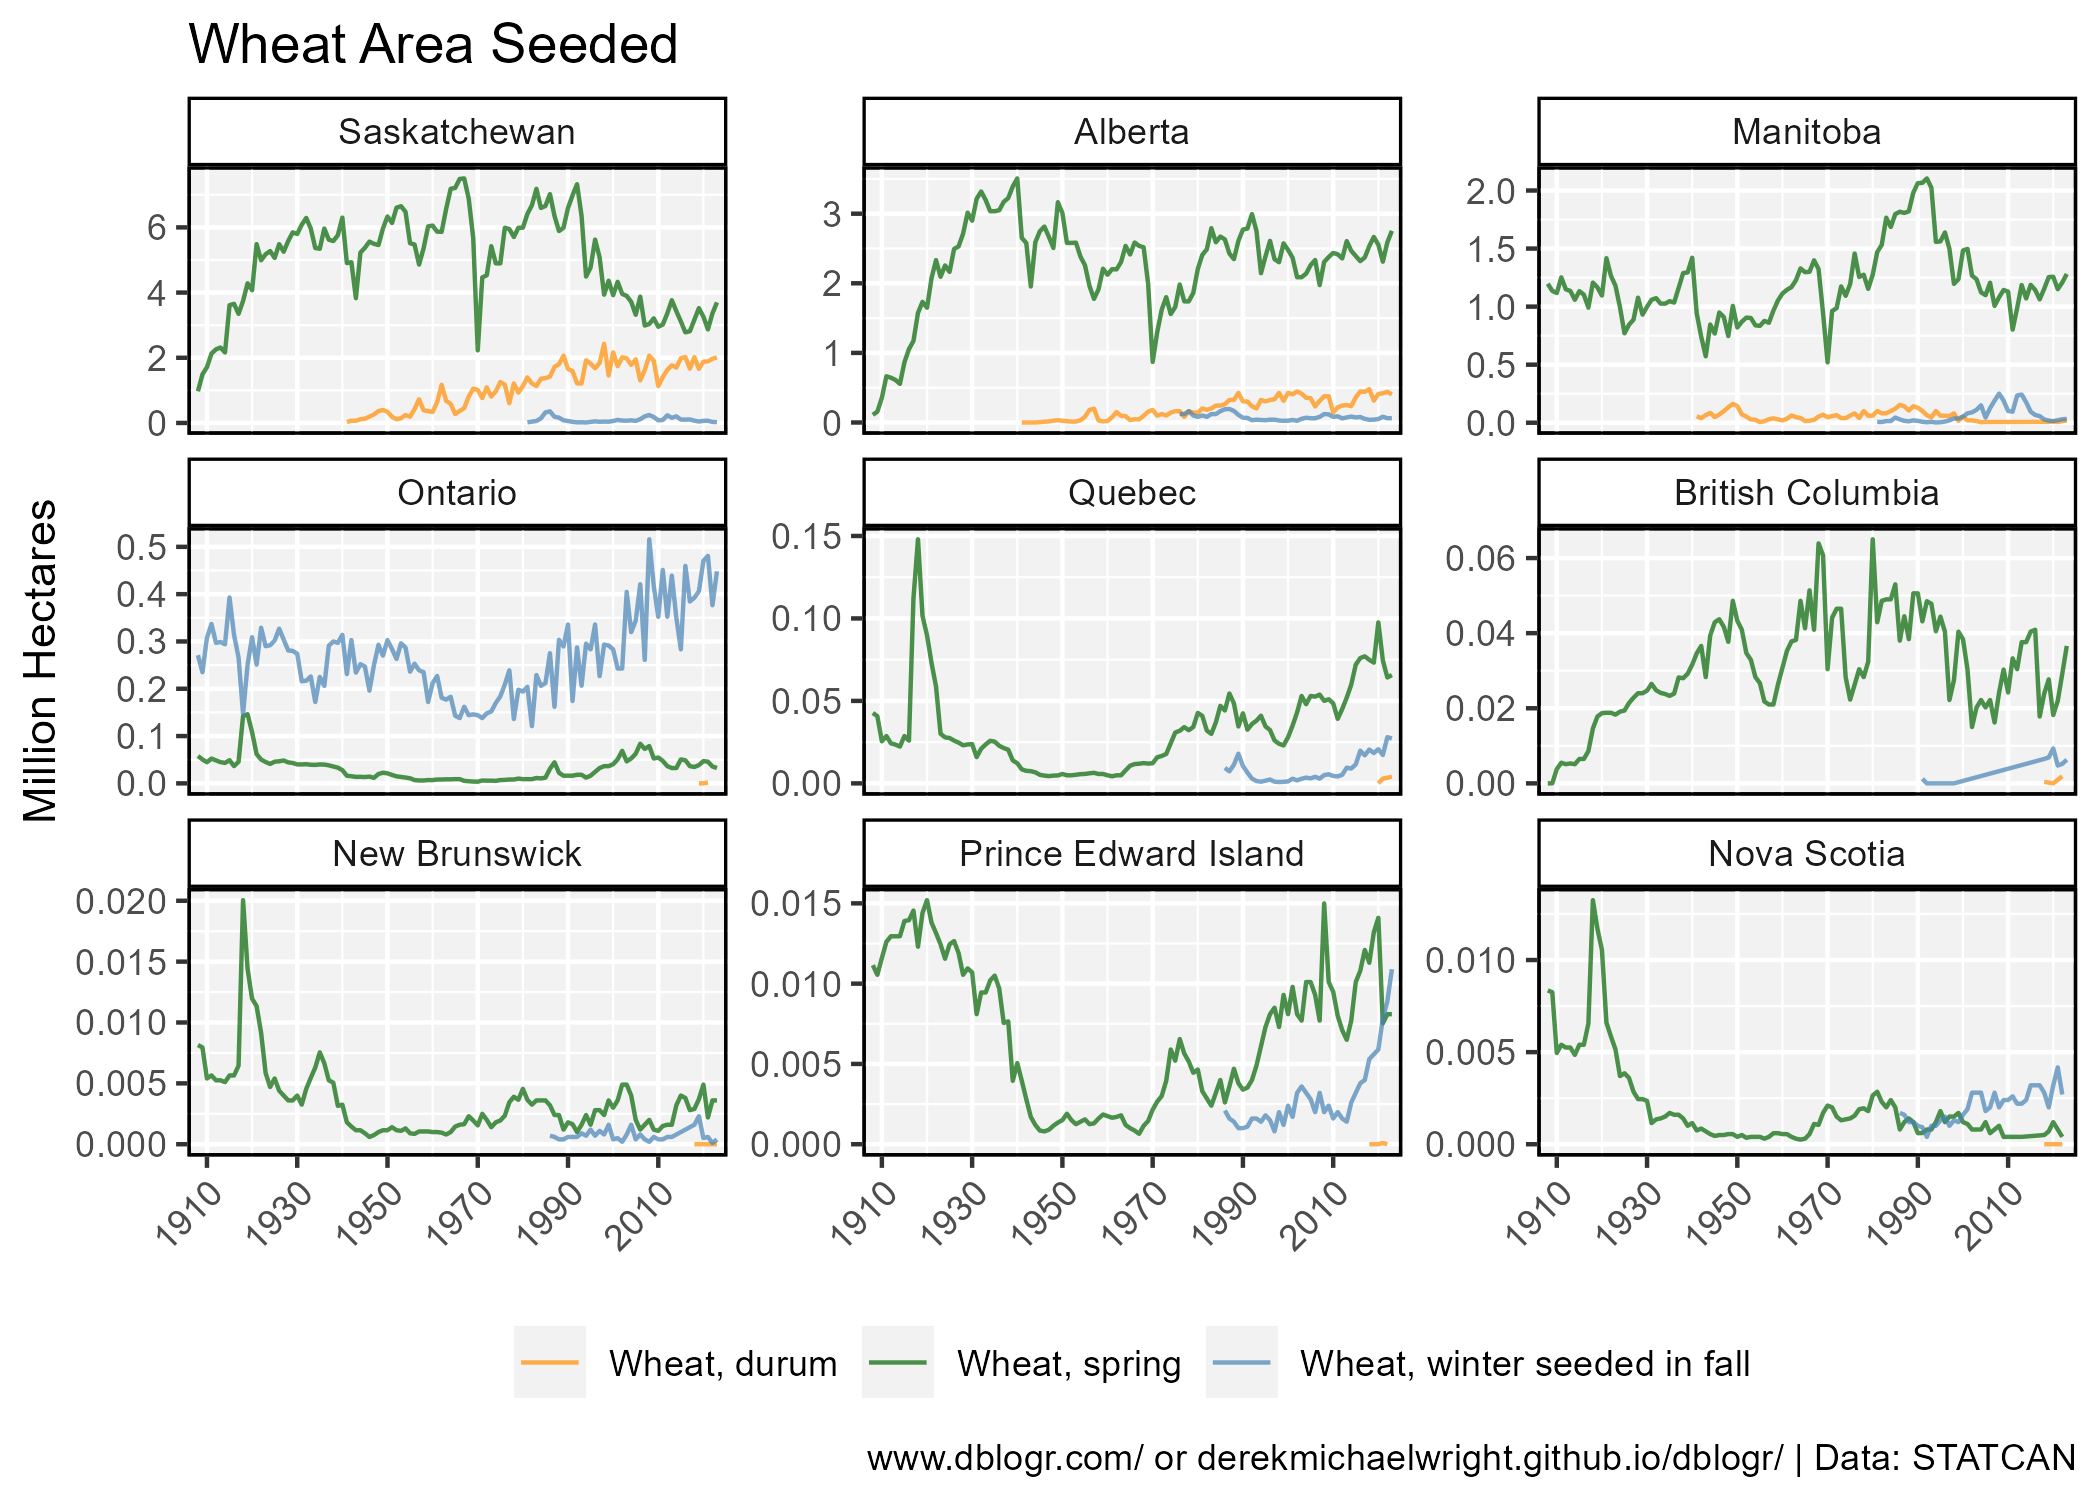 Wheat Area Seeded
Saskatchewan
Alberta
Manitoba
6
4
2
0
3
2
1
0
2.0
1.5
1.0
0.5
0.0
Ontario
Quebec
British Columbia
0.5
0.4
0.3
0.2
0.1
0.0
0.15
0.10
0.05
0.00
0.06
0.04
0.02
0.00
Million Hectares
New Brunswick
Prince Edward Island
Nova Scotia
0.020
0.015
0.010
0.005
0.000
0.015
0.010
0.005
0.000
0.010
0.005
0.000
1910 1930 1950 1970 1990 2010
1910 1930 1950 1970 1990 2010
1910 1930 1950 1970 1990 2010
Wheat, durum
Wheat, spring
Wheat, winter seeded in fall
www.dblogr.com/ or derekmichaelwright.github.io/dblogr/ | Data: STATCAN